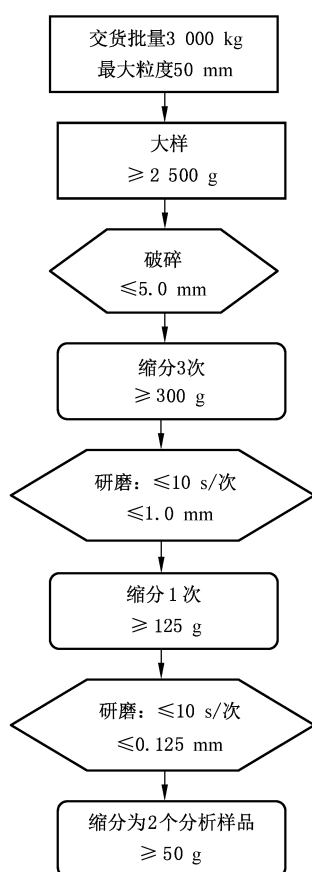 交货批量3 000 kg
最大粒度50 mm
大样
≥2 500 g
破碎
≤5.0 mm
缩分3次
≥300 g
研磨：≤10 s/次
≤1.0 mm
缩分1次
≥125 g
研磨：≤10 s/次
≤0.125 mm
缩分为2个分析样品
≥50 g